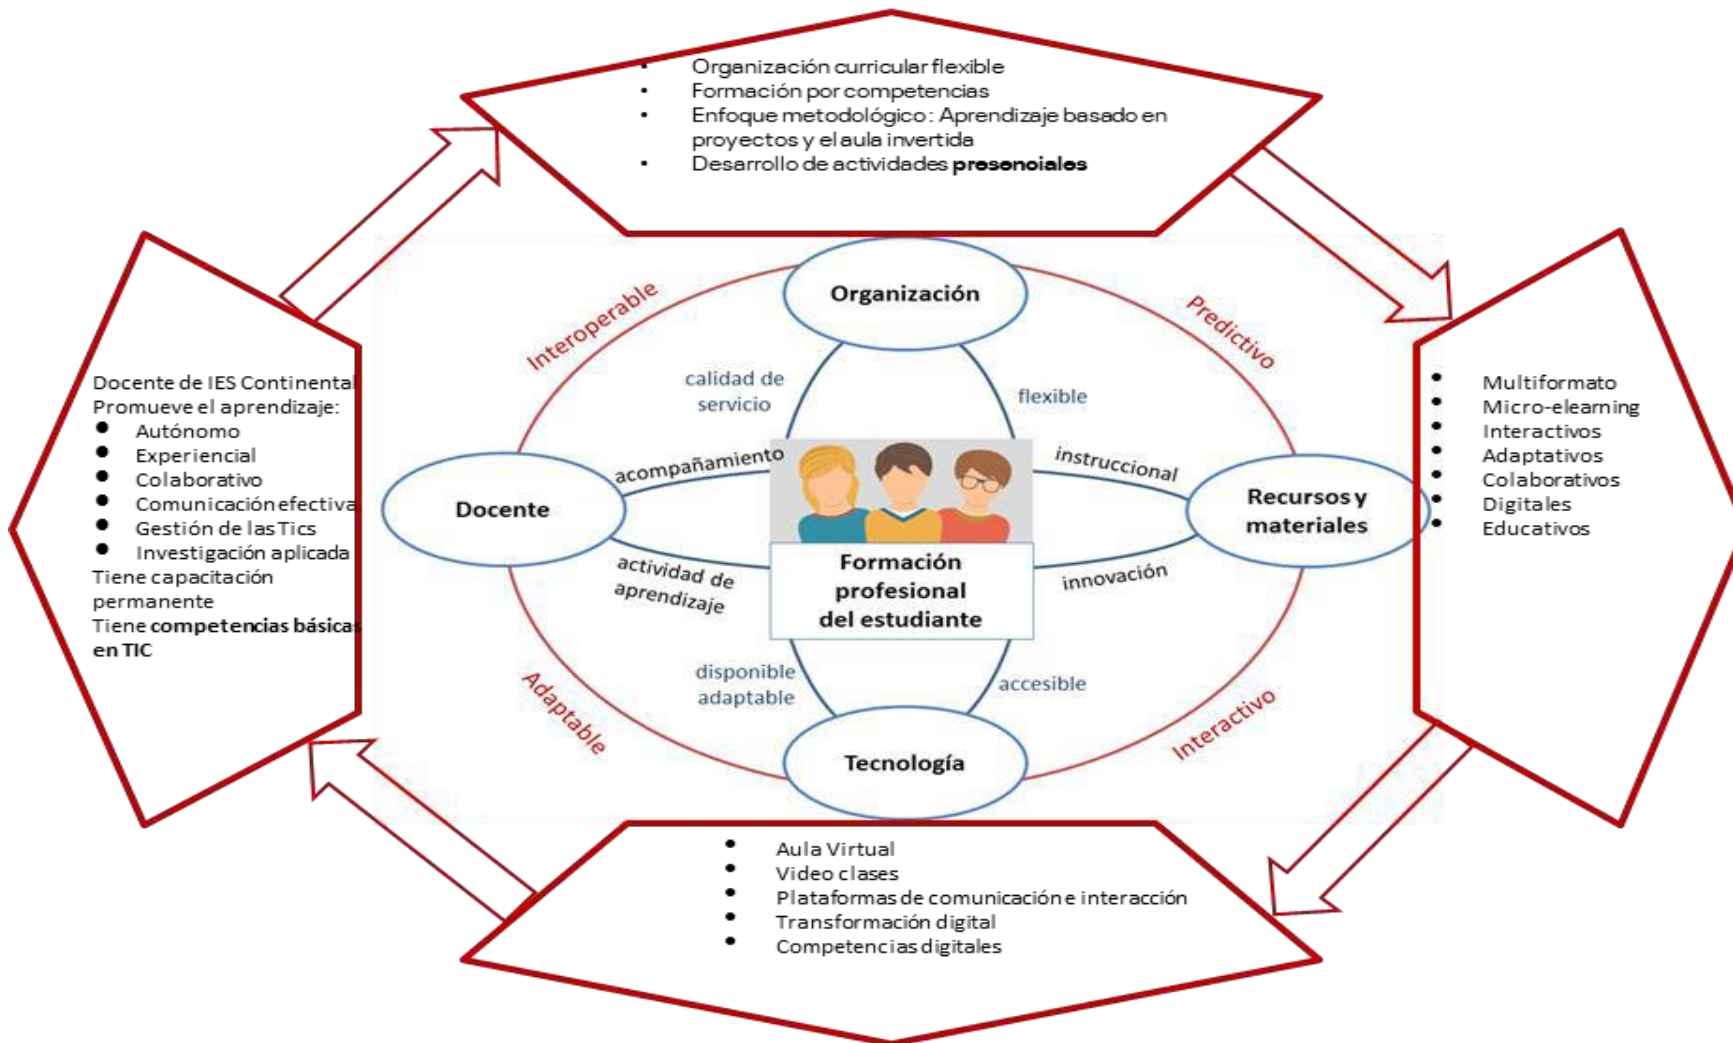 • Organización curricular flexible
• Formación por competencias
• Enfoque metodológico: Aprendizaje basado en
proyectos y el aula invertida
• Desarrollo de actividades presenciales
Organización
Interoperable
Predictivo
calidad de
servicio
flexible
Docente de IES Continental
Promueve el aprendizaje:
● Autónomo
● Experiencial
● Colaborativo
● Comunicación efectiva
● Gestión de las Tics
● Investigación aplicada
Tiene capacitación
permanente
Tiene competencias básicas
en TIC
Docente
acompañamiento
instruccional
Recursos y
materiales
• Multiformato
• Micro-elearning
• Interactivos
• Adaptativos
• Colaborativos
• Digitales
• Educativos
Formación
profesional
del estudiante
actividad de
aprendizaje
innovación
disponible
adaptable
accesible
Adaptable
Interactivo
Tecnología
• Aula Virtual
• Video clases
• Plataformas de comunicación e interacción
• Transformación digital
• Competencias digitales